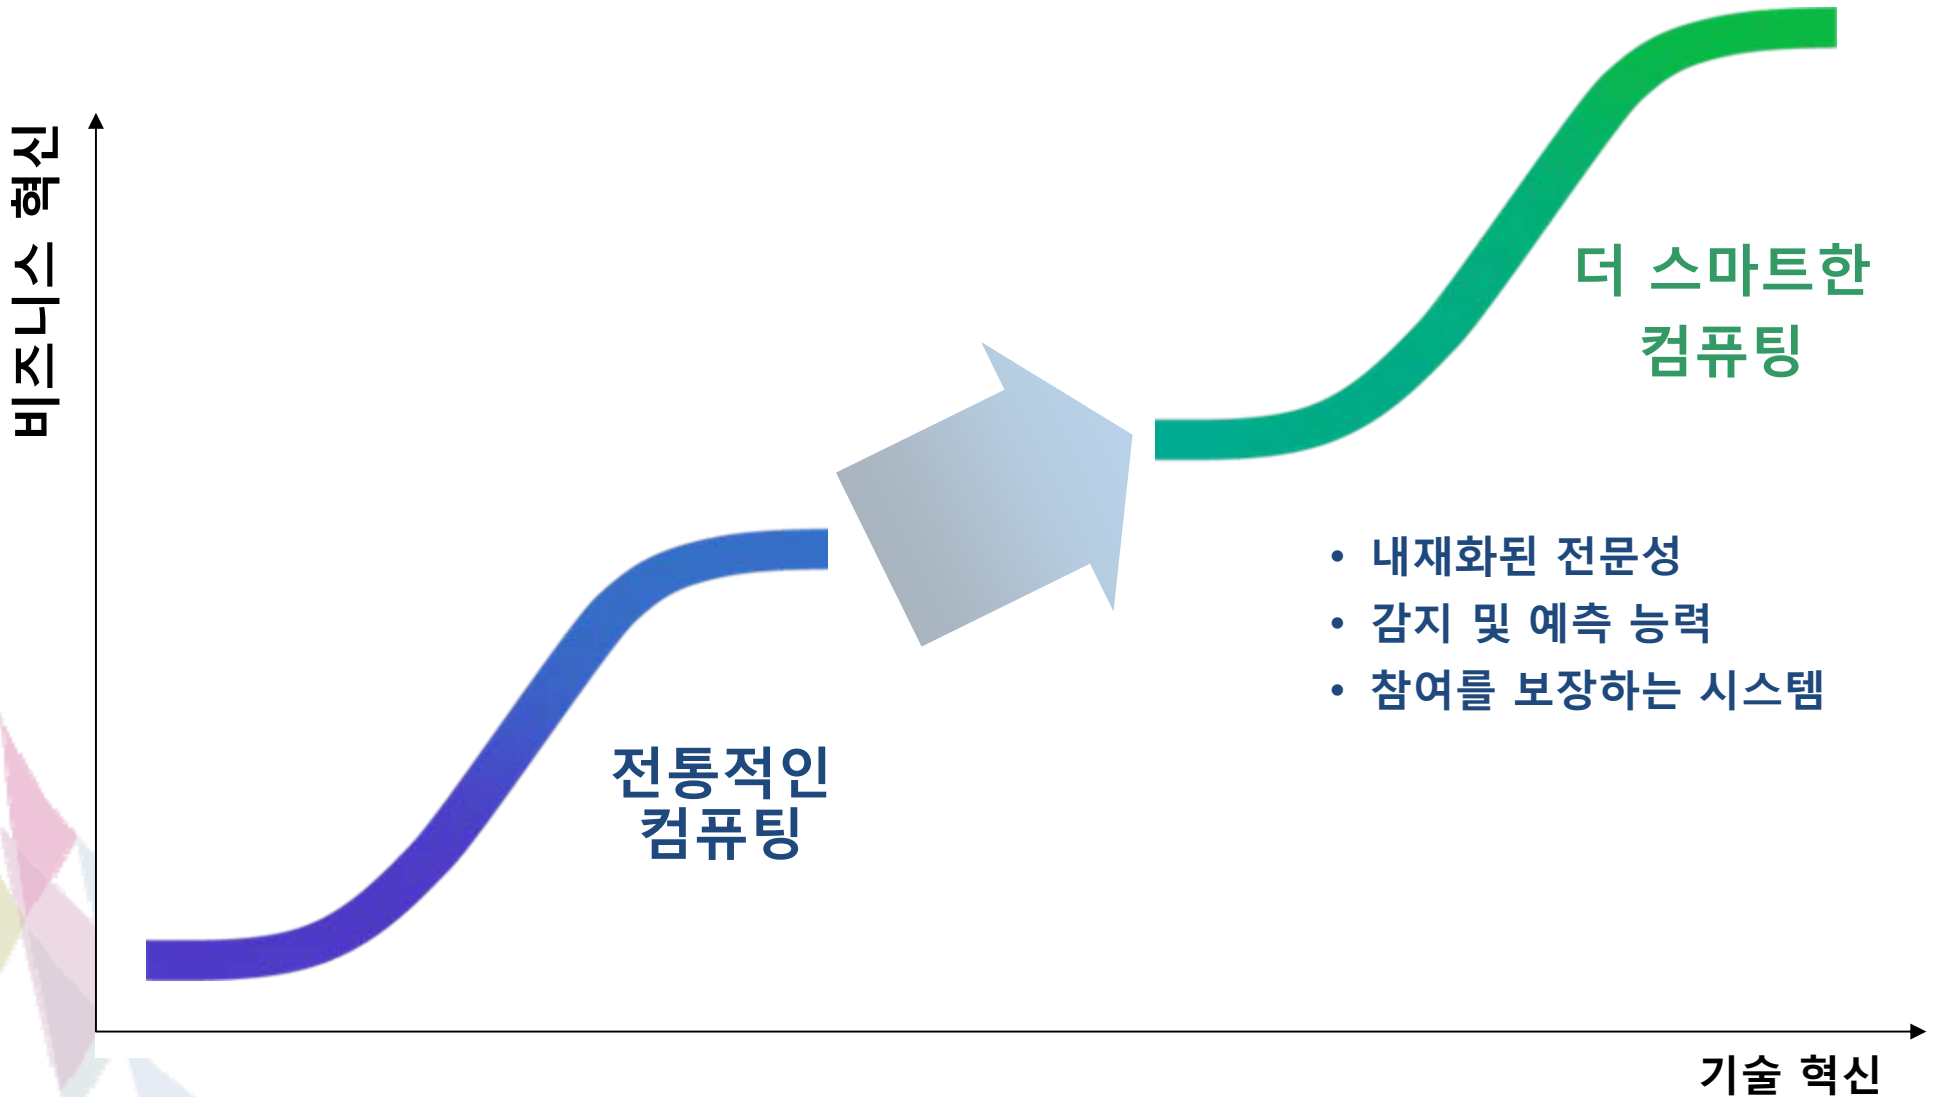 비즈니스 혁신
더 스마트한
컴퓨팅
• 내재화된 전문성
• 감지 및 예측 능력
• 참여를 보장하는 시스템
전통적인
컴퓨팅
기술 혁신